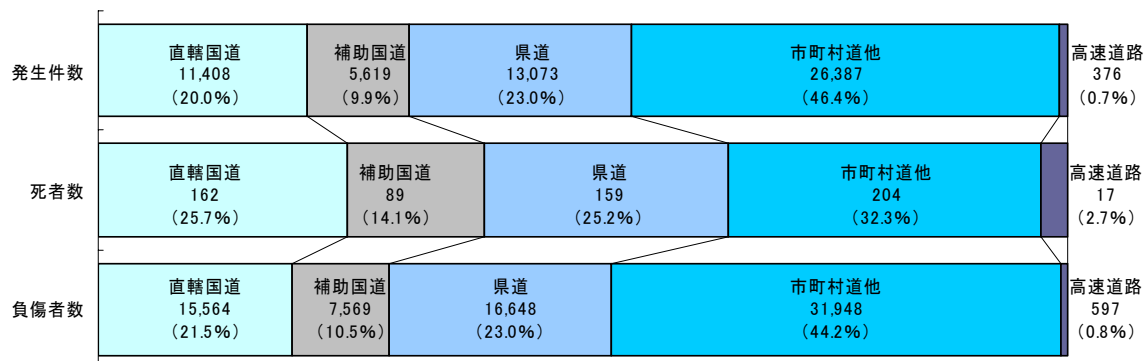 直轄国道
11,408
(20.0%)
補助国道
5,619
(9.9%)
県道
13,073
(23.0%)
市町村道他
26,387
(46.4%)
高速道路
376
(0.7%)
発生件数
直轄国道
162
(25.7%)
補助国道
89
(14.1%)
県道
159
(25.2%)
市町村道他
204
(32.3%)
高速道路
17
(2.7%)
死者数
直轄国道
15,564
(21.5%)
補助国道
7,569
(10.5%)
県道
16,648
(23.0%)
市町村道他
31,948
(44.2%)
高速道路
597
(0.8%)
負傷者数